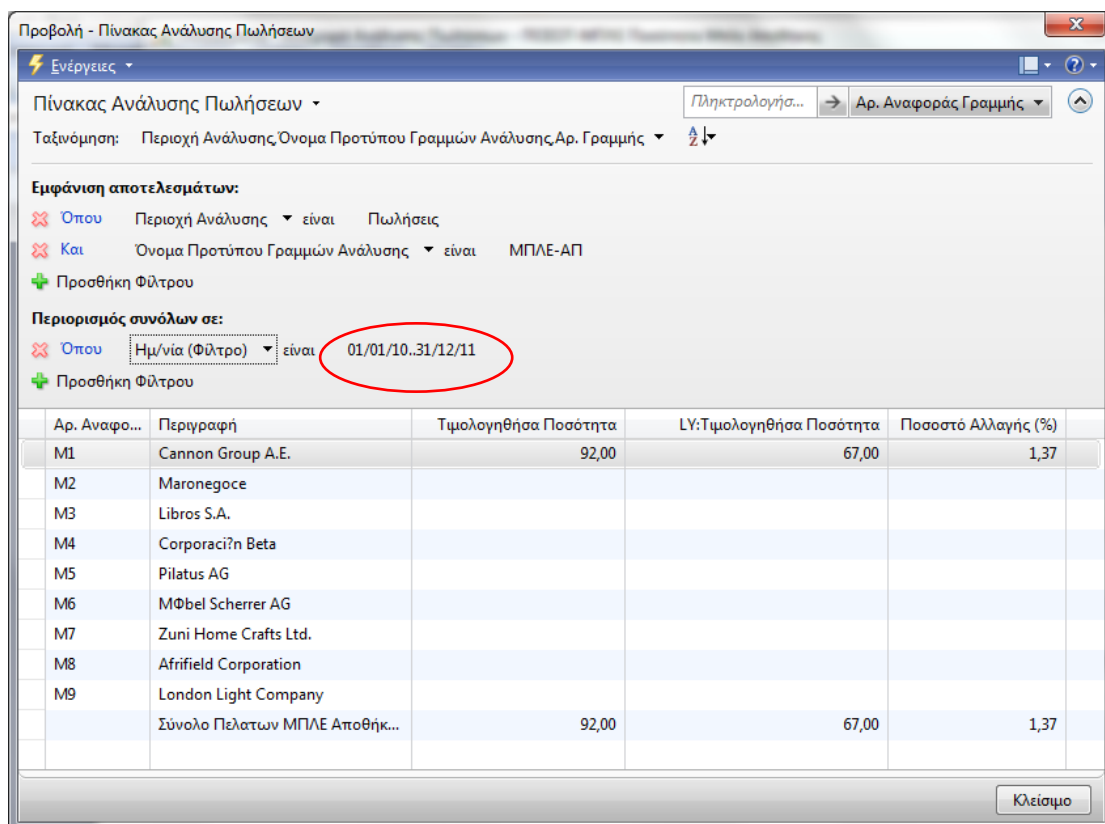 Προβολή - Πίνακας Ανάλυσης Πωλήσεων
Ενέργειες
Πίνακας Ανάλυσης Πωλήσεων
Πληκτρολογήσ... Αρ. Αναφοράς Γραμμής
Ταξινόμηση: Περιοχή Ανάλυσης,Όνομα Προτύπου Γραμμών Ανάλυσης,Αρ. Γραμμής
Εμφάνιση αποτελεσμάτων:
Όπου Περιοχή Ανάλυσης είναι Πωλήσεις
Και Όνομα Προτύπου Γραμμών Ανάλυσης είναι ΜΠΛΕ-ΑΠ
Προσθήκη Φίλτρου
Περιορισμός συνόλων σε:
Όπου Ημ/νία (Φίλτρο) είναι 01/01/10..31/12/11
Προσθήκη Φίλτρου
Αρ. Αναφο... Περιγραφή Τιμολογηθήσα Ποσότητα LY:Τιμολογηθήσα Ποσότητα Ποσοστό Αλλαγής (%)
M1 Cannon Group A.E. 92,00 67,00 1,37
M2 Maronegoce
M3 Libros S.A.
M4 Corporaci?n Beta
M5 Pilatus AG
M6 MΦbel Scherrer AG
M7 Zuni Home Crafts Ltd.
M8 Afrifield Corporation
M9 London Light Company
Σύνολο Πελατων ΜΠΛΕ Αποθήκ... 92,00 67,00 1,37
Κλείσιμο